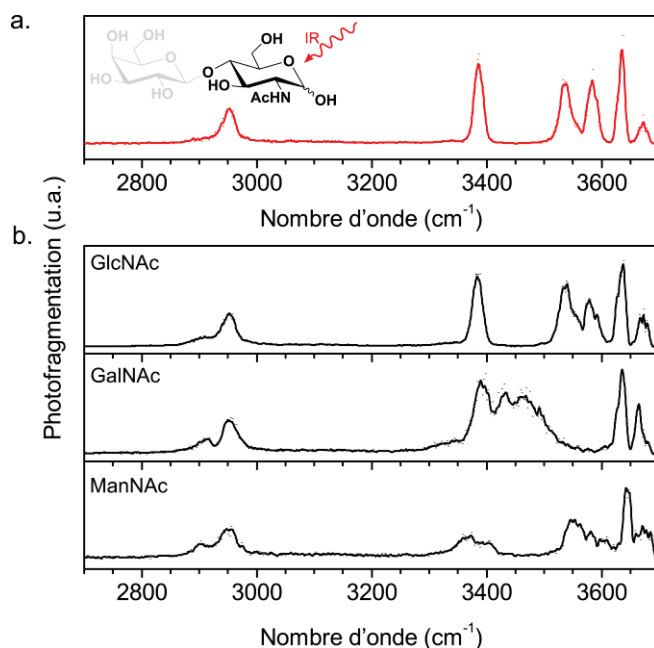 a.
OH
OH
HO
O
HO
OH
O
OH
O
HO
AcHN
OH
IR
2800 3000 3200 3400 3600
Nombre d'onde (cm⁻¹)
Photofragmentation (u.a.)
b.
GlcNAc
GalNAc
ManNAc
2800 3000 3200 3400 3600
Nombre d'onde (cm⁻¹)